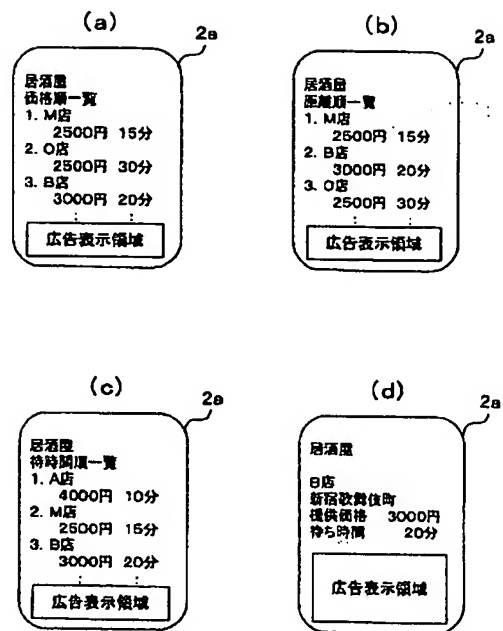 (a)
2a
居酒屋
価格順一覧
1. M店
2500円 15分
2. O店
2500円 30分
3. B店
3000円 20分
広告表示領域
(b)
2a
居酒屋
距離順一覧
1. M店
2500円 15分
2. B店
3000円 20分
3. O店
2500円 30分
広告表示領域
(c)
2a
居酒屋
待時間順一覧
1. A店
4000円 10分
2. M店
2500円 15分
3. B店
3000円 20分
広告表示領域
(d)
2a
居酒屋
B店
新宿歌舞伎町
提供価格 3000円
待ち時間 20分
広告表示領域